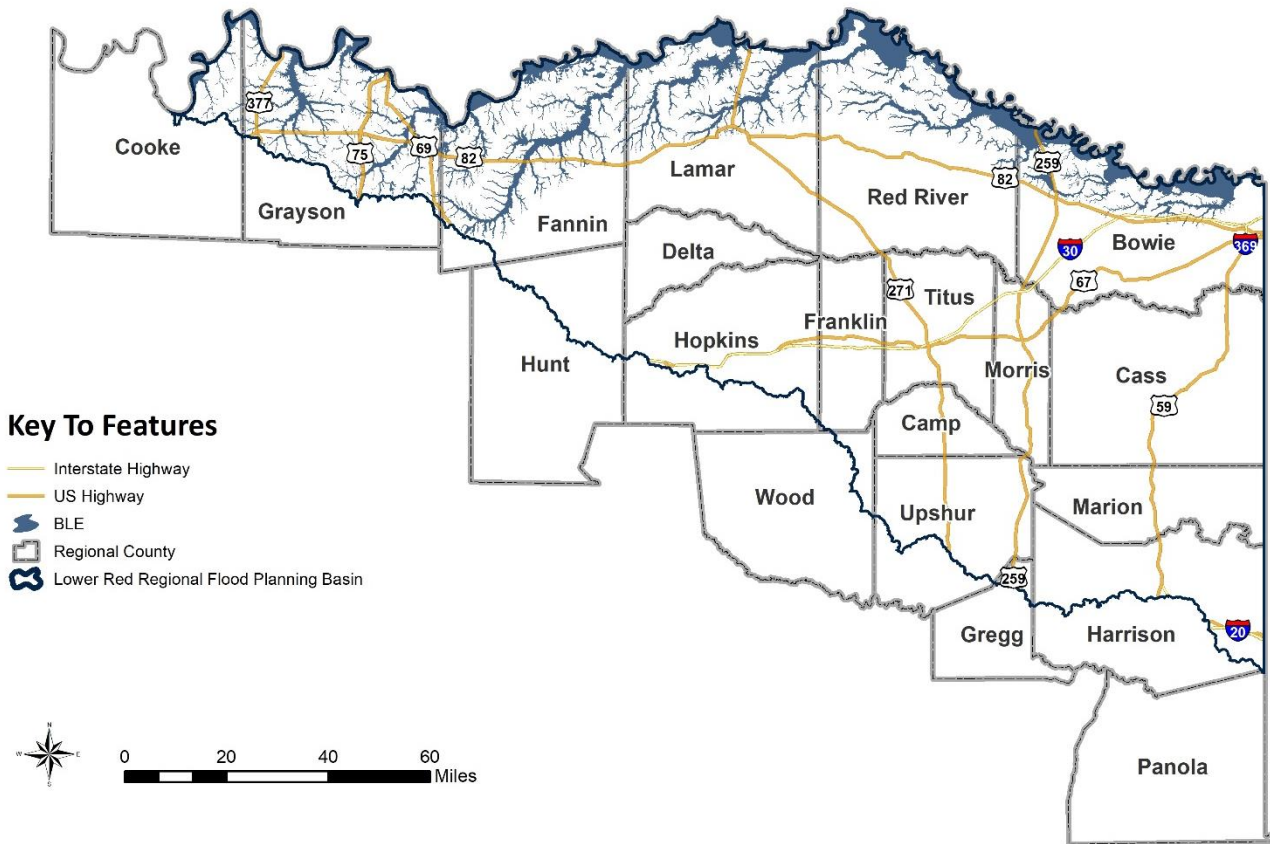 377
Cooke
75
69
82
259
Lamar
82
Red River
Grayson
Fannin
Bowie
369
30
Delta
67
271
Titus
Franklin
Hopkins
Hunt
Morris
Cass
59
Camp
Key To Features
Interstate Highway
US Highway
BLE
Regional County
Lower Red Regional Flood Planning Basin
Wood
Upshur
Marion
259
Gregg
Harrison
20
N
W
E
S
0
20
40
60
Miles
Panola